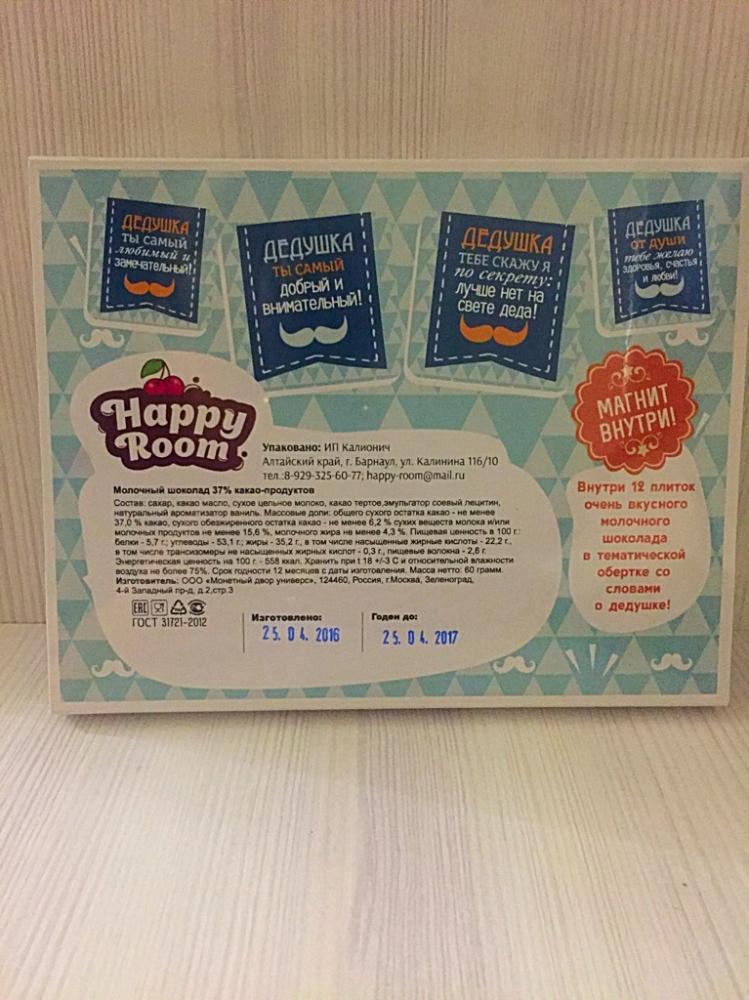 ДЕДУШКА
ТЫ САМЫЙ
любимый и
замечательный!
ДЕДУШКА
ТЫ САМЫЙ
ДОБРЫЙ И
ВНИМАТЕЛЬНЫЙ!
ДЕДУШКА
ТЕБЕ СКАЖУ Я
по секрету:
ЛУЧШЕ НЕТ НА
СВЕТЕ ДЕДА!
ДЕДУШКА
ОТ ДУШИ
тебе желаю
ЗДОРОВЬЯ, СЧАСТЬЯ
И ЛЮБВИ!
Happy
Room
МАГНИТ
ВНУТРИ!
Упаковано: ИП Калионич
Алтайский край, г. Барнаул, ул. Калинина 116/10
тел.:8-929-325-60-77; happy-room@mail.ru
Молочный шоколад 37% какао-продуктов
Состав: сахар, какао масло, сухое цельное молоко, какао тертое,эмульгатор соевый лецитин,
натуральный ароматизатор ваниль. Массовые доли: общего сухого остатка какао - не менее
37,0 % какао, сухого обезжиренного остатка какао - не менее 6,2 % сухих веществ молока и/или
молочных продуктов не менее 15,6 %, молочного жира не менее 4,3 %. Пищевая ценность в 100 г.:
белки - 5,7 г.; углеводы - 53,1 г.; жиры - 35,2 г., в том числе насыщенные жирные кислоты - 22,2 г.,
в том числе трансизомеры не насыщенных жирных кислот - 0,3 г., пищевые волокна - 2,6 г.
Энергетическая ценность на 100 г. - 558 ккал. Хранить при t 18 +/-3 С и относительной влажности
воздуха не более 75%. Срок годности 12 месяцев с даты изготовления. Масса нетто: 60 грамм.
Изготовитель: ООО «Монетный двор универс», 124460, Россия, г.Москва, Зеленоград,
4-й Западный пр-д, д.2,стр.3
EAC
ГОСТ 31721-2012
Изготовлено:
25. 04. 2016
Годен до:
25. 04. 2017
Внутри 12 плиток
очень вкусного
молочного
шоколада
в тематической
обертке со
словами
о дедушке!